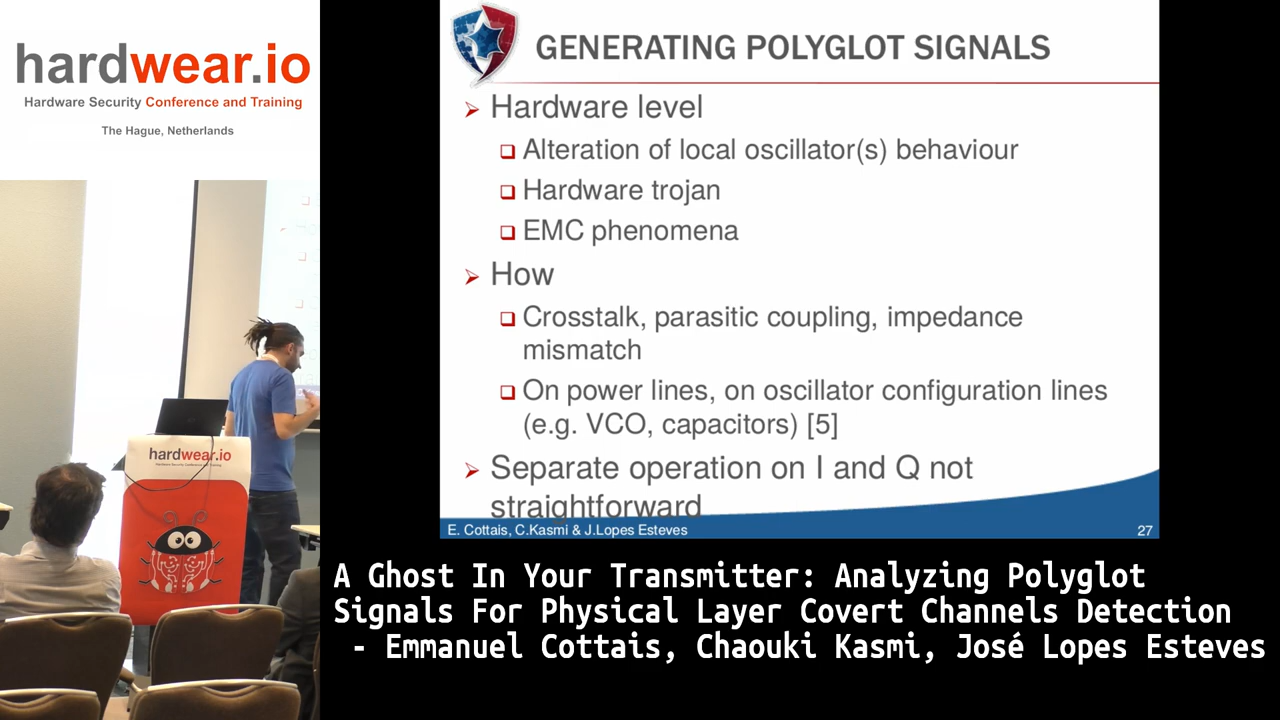 hardwear.io
Hardware Security Conference and Training
The Hague, Netherlands
hardwear.io
GENERATING POLYGLOT SIGNALS
Hardware level
Alteration of local oscillator(s) behaviour
Hardware trojan
EMC phenomena
How
Crosstalk, parasitic coupling, impedance
mismatch
On power lines, on oscillator configuration lines
(e.g. VCO, capacitors) [5]
Separate operation on I and Q not
straightforward
E. Cottais, C.Kasmi & J.Lopes Esteves
27
A Ghost In Your Transmitter: Analyzing Polyglot
Signals For Physical Layer Covert Channels Detection
- Emmanuel Cottais, Chaouki Kasmi, José Lopes Esteves